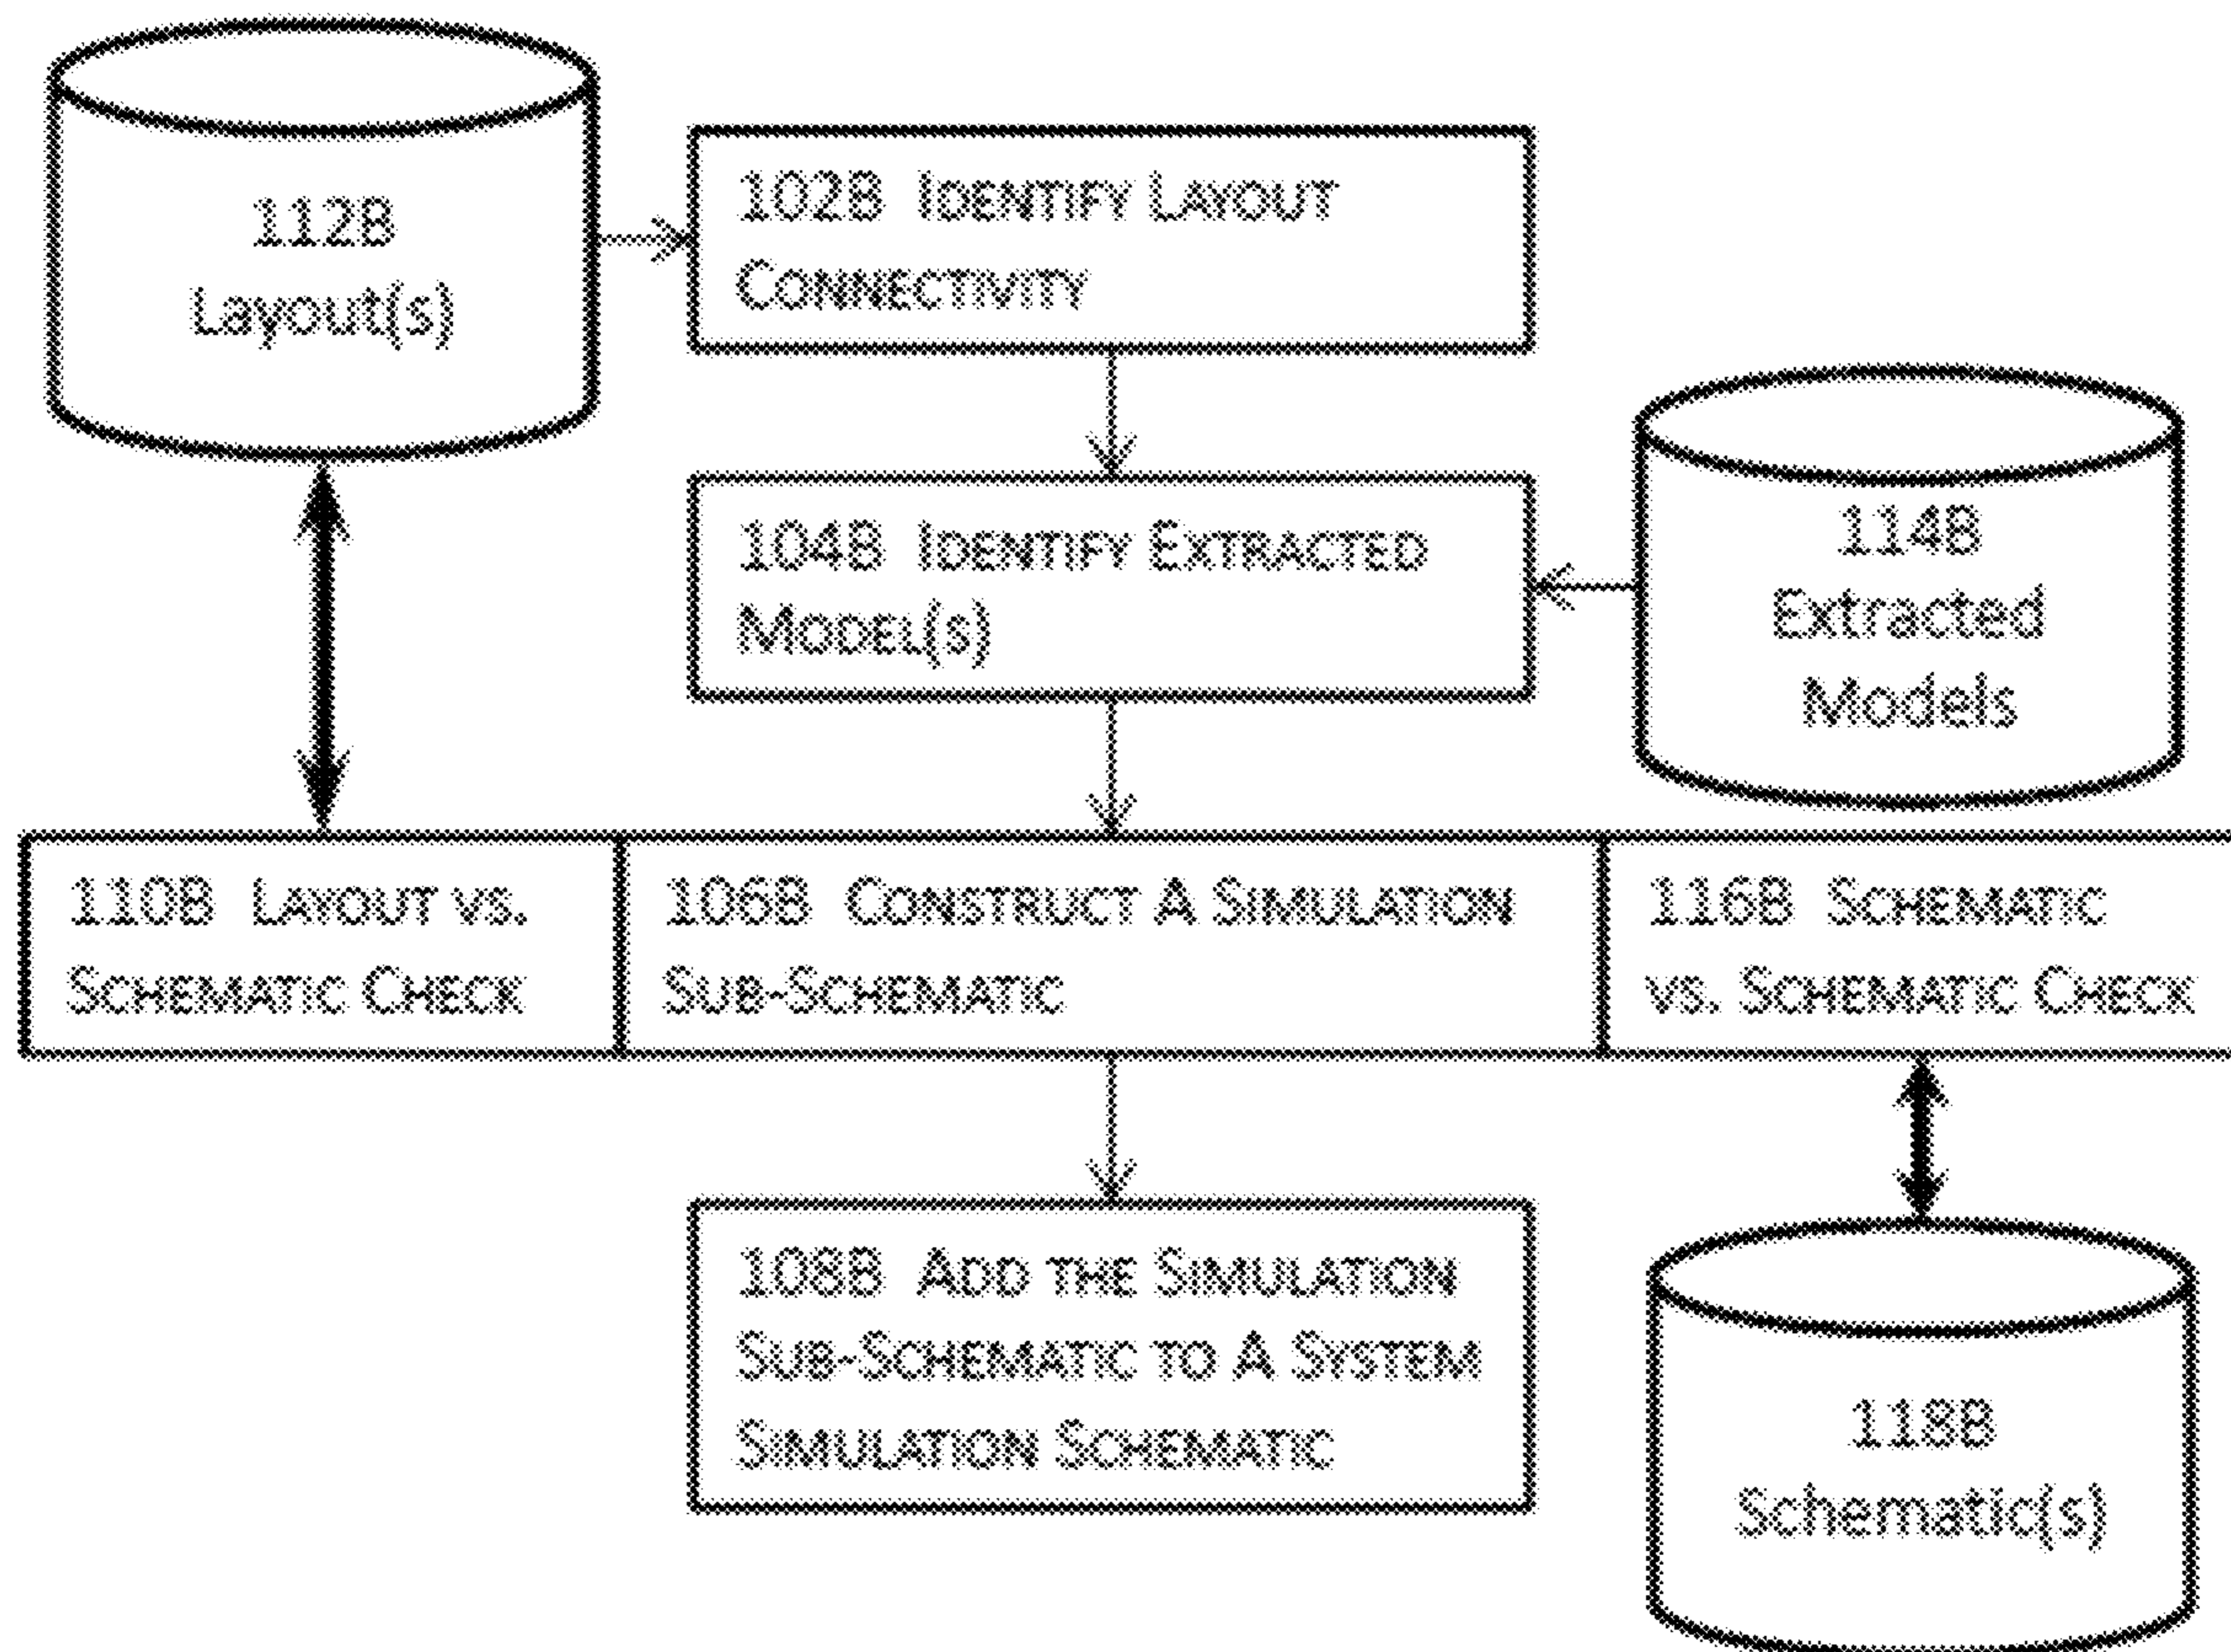 112B
Layout(s)
102B IDENTIFY LAYOUT
CONNECTIVITY
104B IDENTIFY EXTRACTED
MODEL(S)
114B
Extracted
Models
110B LAYOUT VS.
SCHEMATIC CHECK
106B CONSTRUCT A SIMULATION
SUB-SCHEMATIC
116B SCHEMATIC
VS. SCHEMATIC CHECK
108B ADD THE SIMULATION
SUB-SCHEMATIC TO A SYSTEM
SIMULATION SCHEMATIC
118B
Schematic(s)